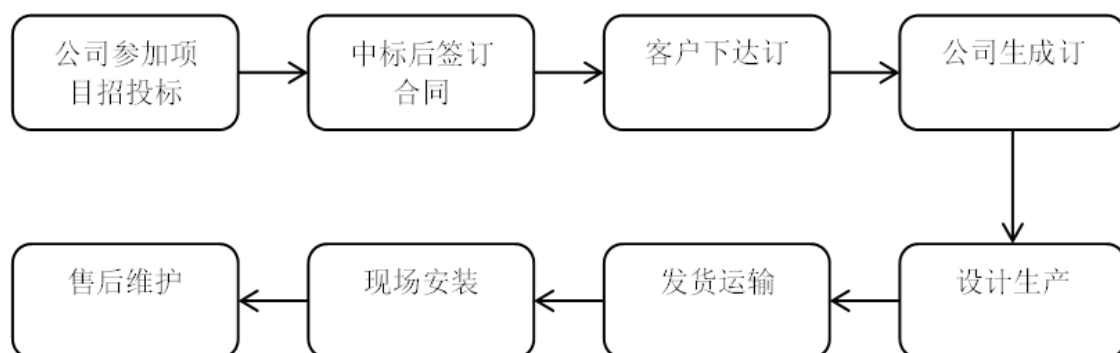 公司参加项
目招投标
中标后签订
合同
客户下达订
公司生成订
设计生产
发货运输
现场安装
售后维护